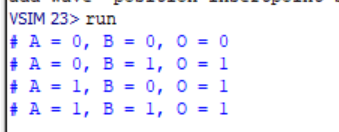 VSIM 23> run
# A = 0, B = 0, O = 0
# A = 0, B = 1, O = 1
# A = 1, B = 0, O = 1
# A = 1, B = 1, O = 1